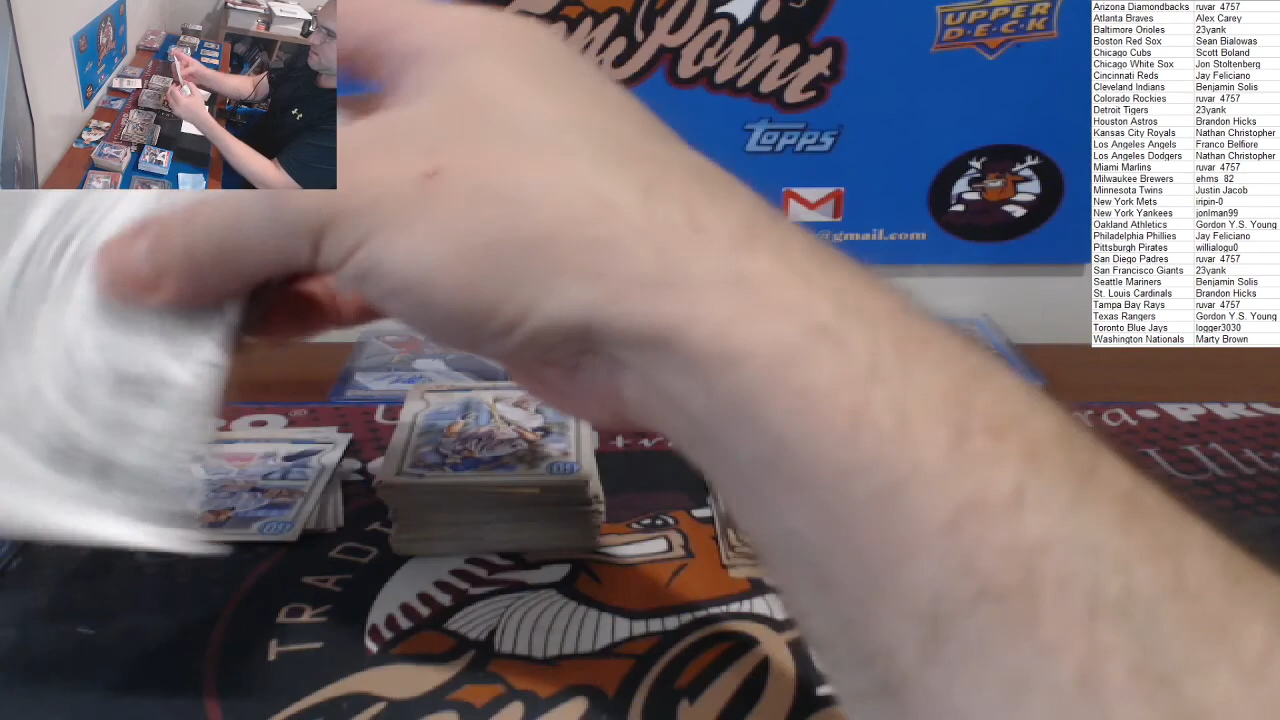 Point
UPPER
D·E·C·K
topps
@gmail.com
Arizona Diamondbacks ruvar 4757
Atlanta Braves Alex Carey
Baltimore Orioles 23yank
Boston Red Sox Sean Bialowas
Chicago Cubs Scott Boland
Chicago White Sox Jon Stoltenberg
Cincinnati Reds Jay Feliciano
Cleveland Indians Benjamin Solis
Colorado Rockies ruvar 4757
Detroit Tigers 23yank
Houston Astros Brandon Hicks
Kansas City Royals Nathan Christopher
Los Angeles Angels Franco Belfiore
Los Angeles Dodgers Nathan Christopher
Miami Marlins ruvar 4757
Milwaukee Brewers ehms 82
Minnesota Twins Justin Jacob
New York Mets iripin-0
New York Yankees jonlman99
Oakland Athletics Gordon Y.S. Young
Philadelphia Phillies Jay Feliciano
Pittsburgh Pirates willialogu0
San Diego Padres ruvar 4757
San Francisco Giants 23yank
Seattle Mariners Benjamin Solis
St. Louis Cardinals Brandon Hicks
Tampa Bay Rays ruvar 4757
Texas Rangers Gordon Y.S. Young
Toronto Blue Jays logger3030
Washington Nationals Marty Brown
TRAD